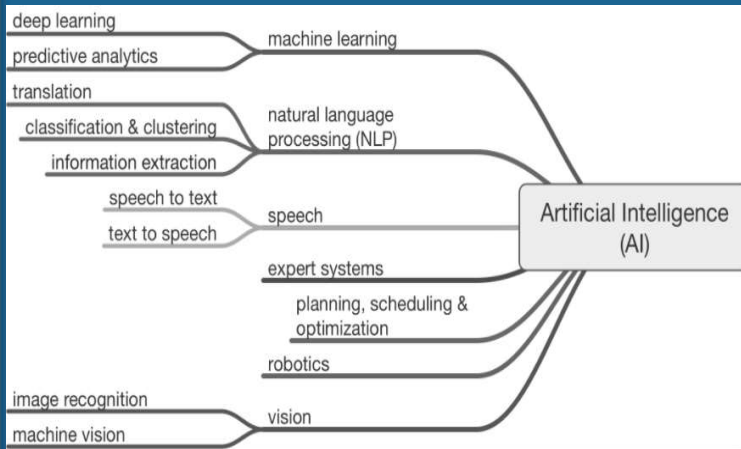 deep learning
predictive analytics
machine learning
translation
classification & clustering
information extraction
natural language
processing (NLP)
speech to text
text to speech
speech
expert systems
planning, scheduling &
optimization
robotics
image recognition
machine vision
vision
Artificial Intelligence
(AI)